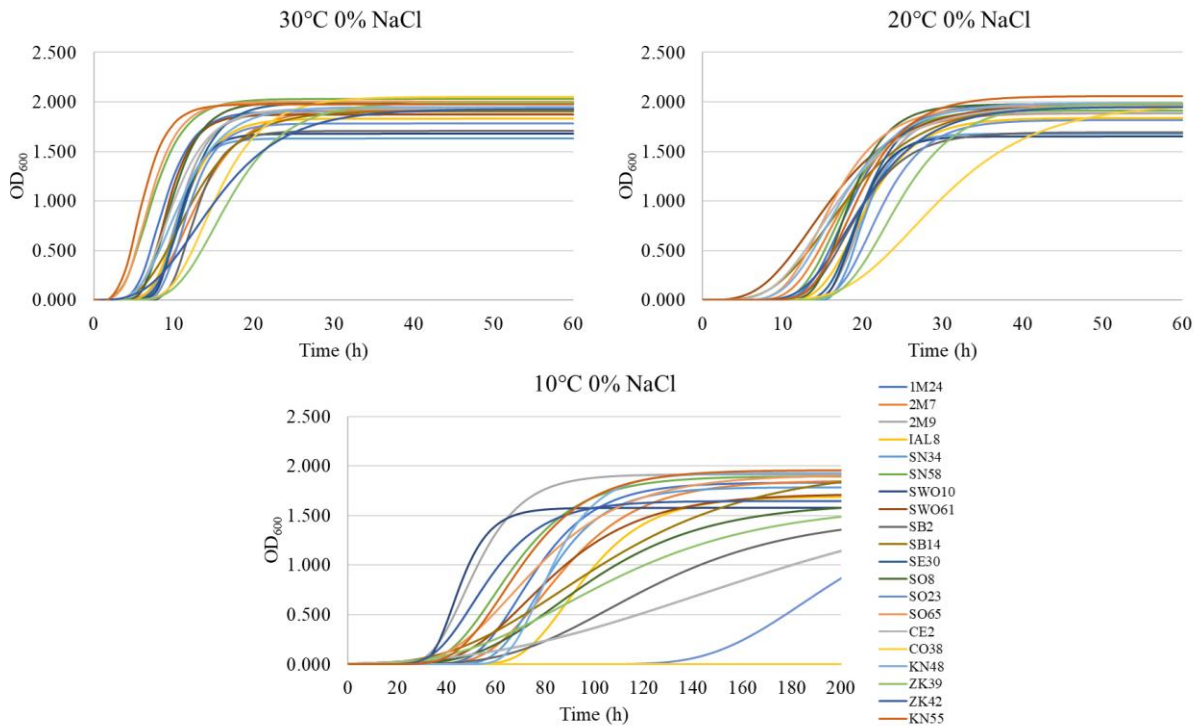 30°C 0% NaCl
2.500
2.000
1.500
1.000
0.500
0.000
OD600
0 10 20 30 40 50 60
Time (h)
20°C 0% NaCl
2.500
2.000
1.500
1.000
0.500
0.000
OD600
0 10 20 30 40 50 60
Time (h)
10°C 0% NaCl
2.500
2.000
1.500
1.000
0.500
0.000
OD600
0 20 40 60 80 100 120 140 160 180 200
Time (h)
1M24
2M7
2M9
IAL8
SN34
SN58
SWO10
SWO61
SB2
SB14
SE30
SO8
SO23
SO65
CE2
CO38
KN48
ZK39
ZK42
KN55